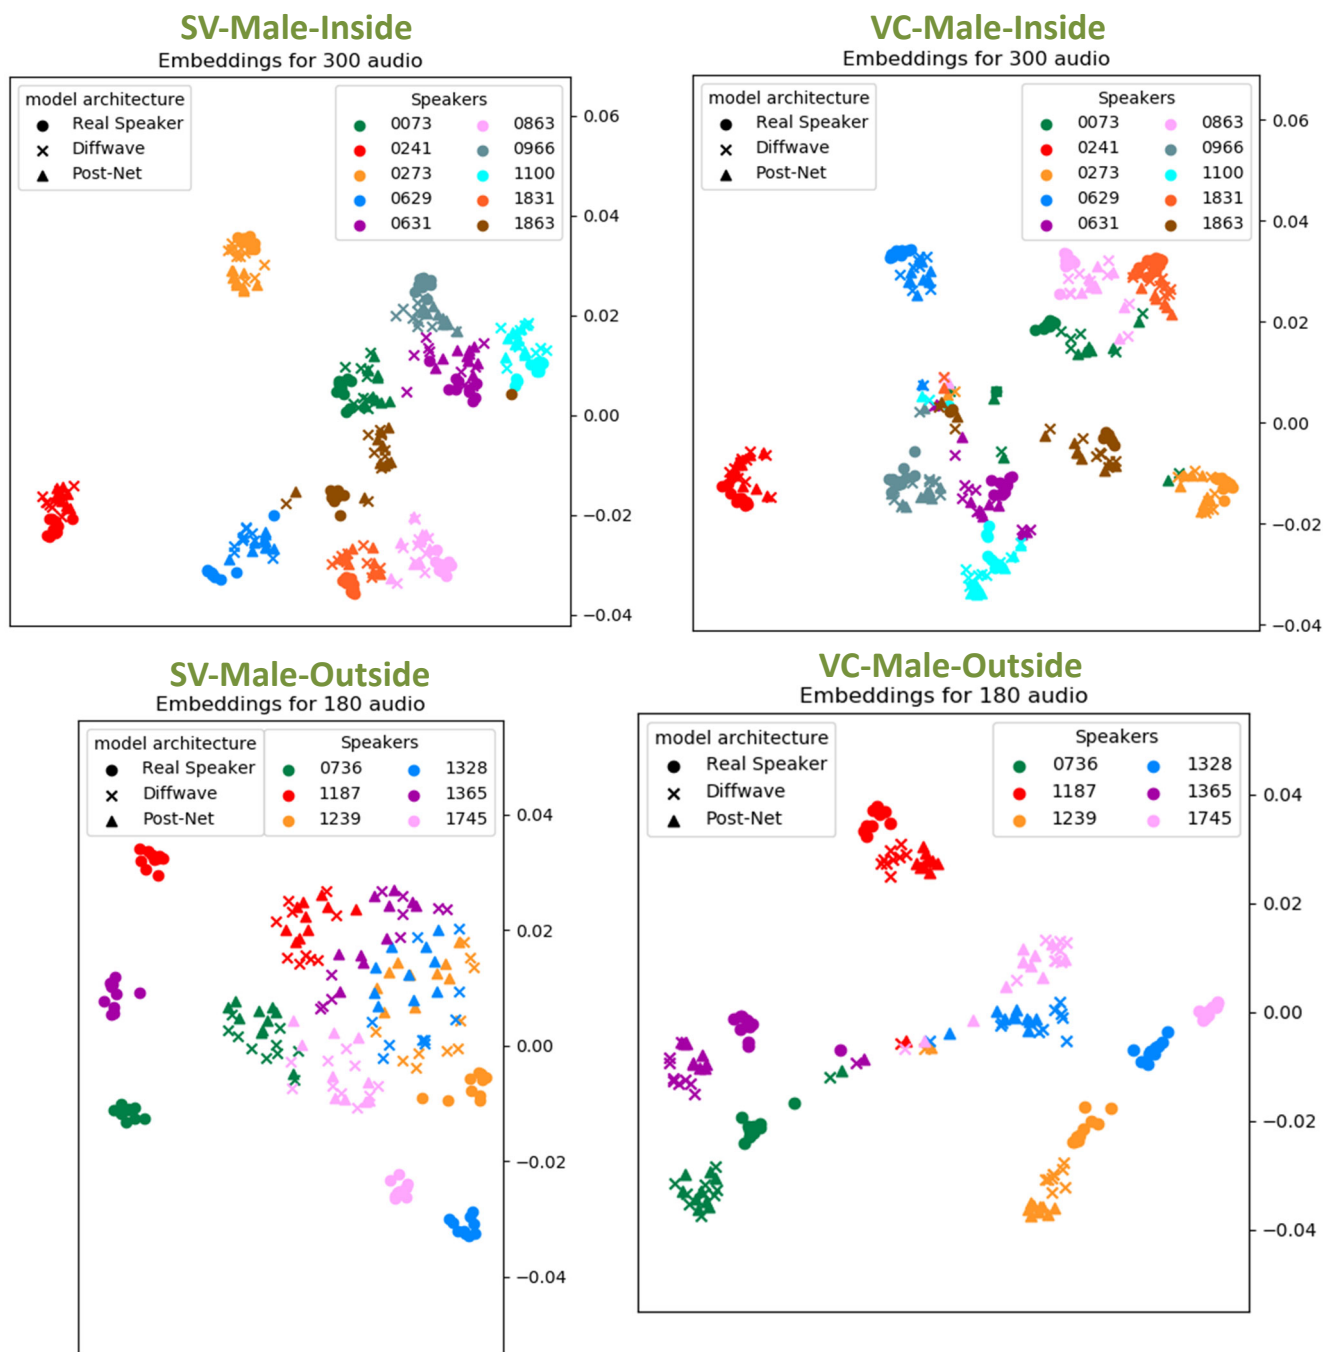 SV-Male-Inside
Embeddings for 300 audio
model architecture
Real Speaker
Diffwave
Post-Net
Speakers
0073 0863
0241 0966
0273 1100
0629 1831
0631 1863
0.06
0.04
0.02
0.00
−0.02
−0.04
VC-Male-Inside
Embeddings for 300 audio
model architecture
Real Speaker
Diffwave
Post-Net
Speakers
0073 0863
0241 0966
0273 1100
0629 1831
0631 1863
0.06
0.04
0.02
0.00
−0.02
−0.04
SV-Male-Outside
Embeddings for 180 audio
model architecture
Real Speaker
Diffwave
Post-Net
Speakers
0736 1328
1187 1365
1239 1745
0.04
0.02
0.00
−0.02
−0.04
VC-Male-Outside
Embeddings for 180 audio
model architecture
Real Speaker
Diffwave
Post-Net
Speakers
0736 1328
1187 1365
1239 1745
0.04
0.02
0.00
−0.02
−0.04